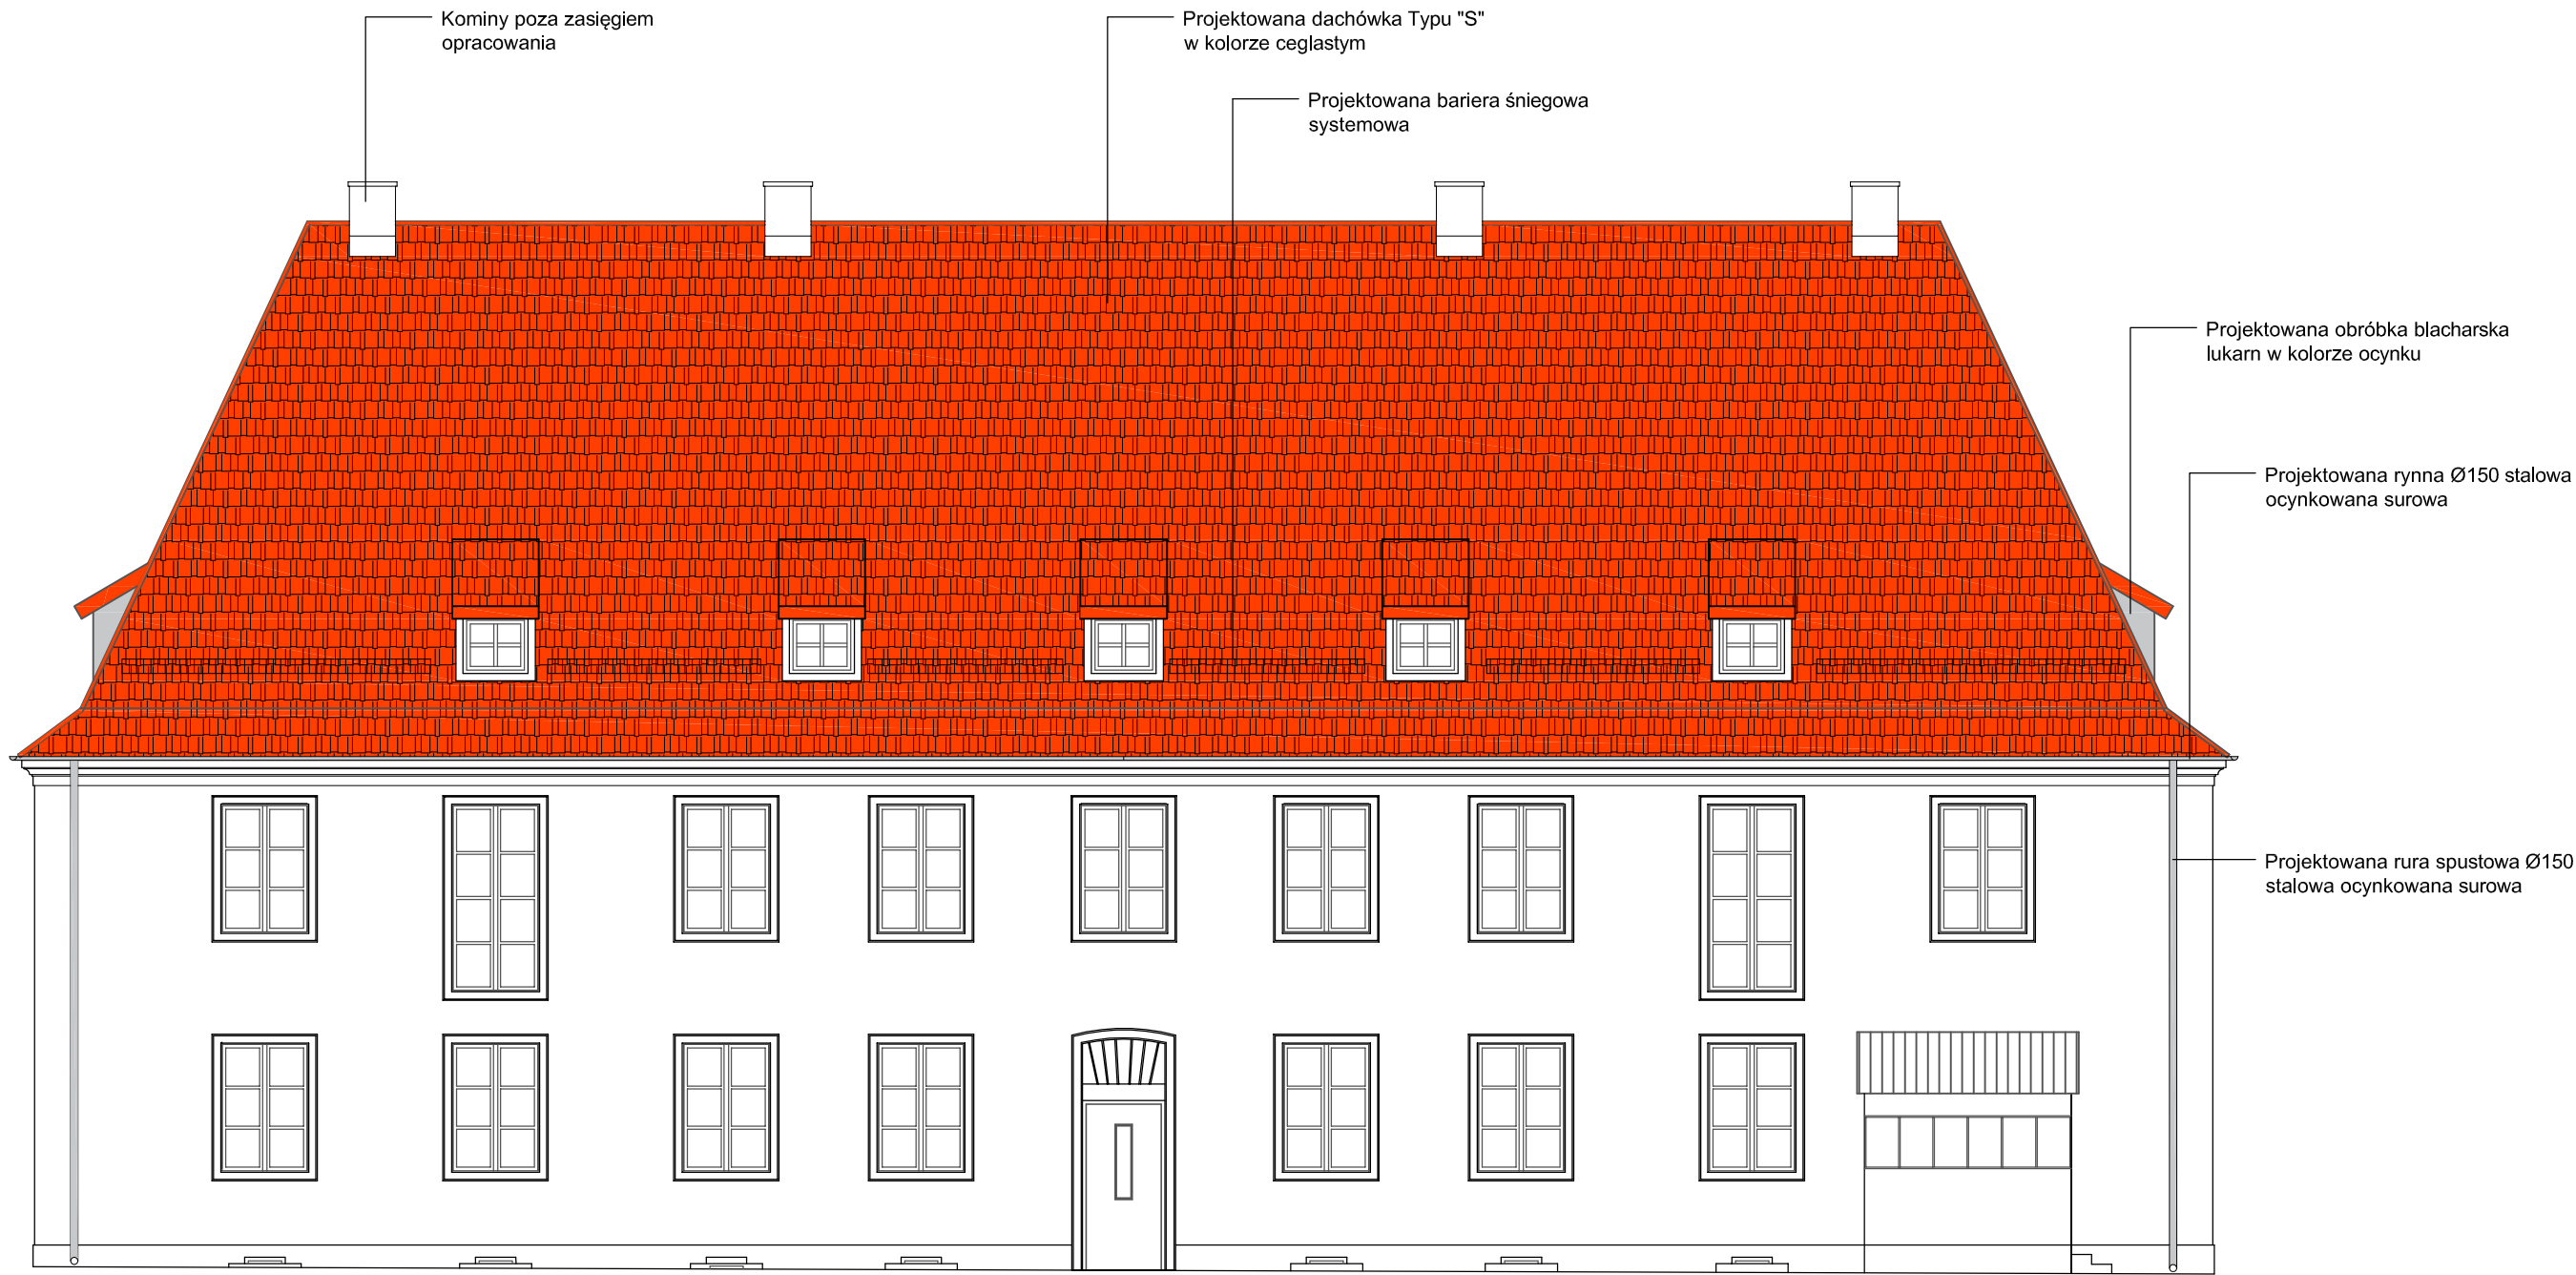 Kominy poza zasięgiem
opracowania
Projektowana dachówka Typu "S"
w kolorze ceglastym
Projektowana bariera śniegowa
systemowa
Projektowana obróbka blacharska
lukarn w kolorze ocynku
Projektowana rynna Ø150 stalowa
ocynkowana surowa
Projektowana rura spustowa Ø150
stalowa ocynkowana surowa